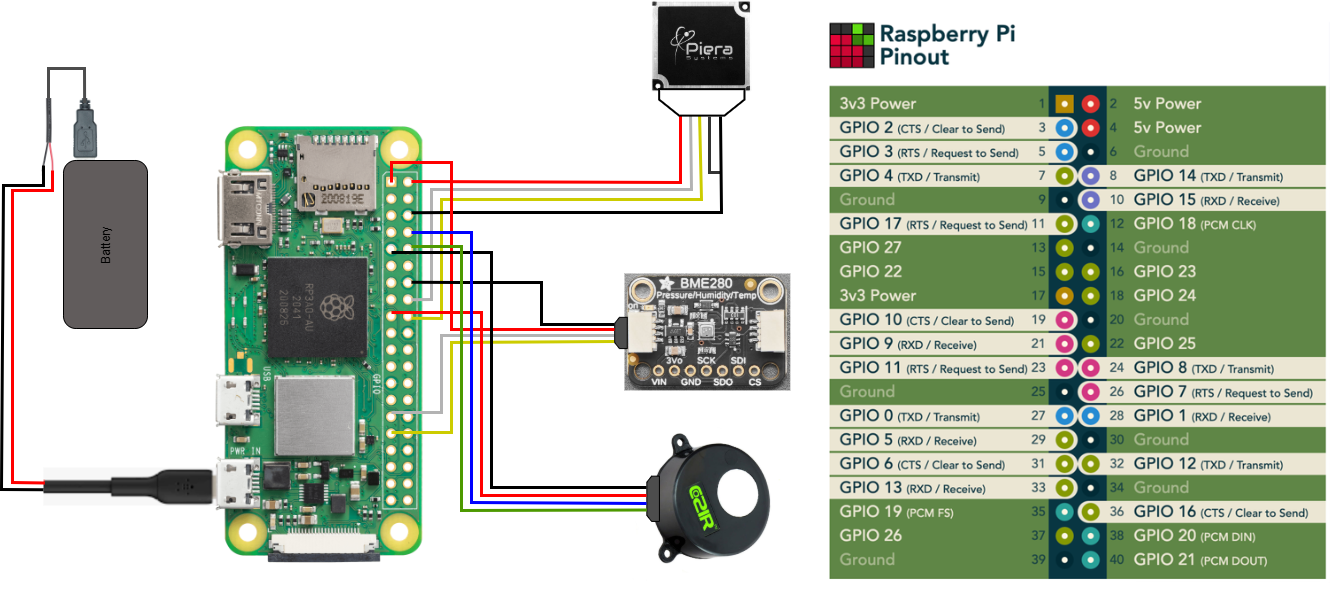 Piera
Systems
Battery
200819E
RP3A0-AU
2041
200825
USB
PWR IN
GPIO
BME280
Pressure/Humidity/Temp
on
3Vo
SCK
SDI
VIN
GND
SDO
CS
CO2IR
Raspberry Pi
Pinout
3v3 Power 1 2 5v Power
GPIO 2 (CTS / Clear to Send) 3 4 5v Power
GPIO 3 (RTS / Request to Send) 5 6 Ground
GPIO 4 (TXD / Transmit) 7 8 GPIO 14 (TXD / Transmit)
Ground 9 10 GPIO 15 (RXD / Receive)
GPIO 17 (RTS / Request to Send) 11 12 GPIO 18 (PCM CLK)
GPIO 27 13 14 Ground
GPIO 22 15 16 GPIO 23
3v3 Power 17 18 GPIO 24
GPIO 10 (CTS / Clear to Send) 19 20 Ground
GPIO 9 (RXD / Receive) 21 22 GPIO 25
GPIO 11 (RTS / Request to Send) 23 24 GPIO 8 (TXD / Transmit)
Ground 25 26 GPIO 7 (RTS / Request to Send)
GPIO 0 (TXD / Transmit) 27 28 GPIO 1 (RXD / Receive)
GPIO 5 (RXD / Receive) 29 30 Ground
GPIO 6 (CTS / Clear to Send) 31 32 GPIO 12 (TXD / Transmit)
GPIO 13 (RXD / Receive) 33 34 Ground
GPIO 19 (PCM FS) 35 36 GPIO 16 (CTS / Clear to Send)
GPIO 26 37 38 GPIO 20 (PCM DIN)
Ground 39 40 GPIO 21 (PCM DOUT)